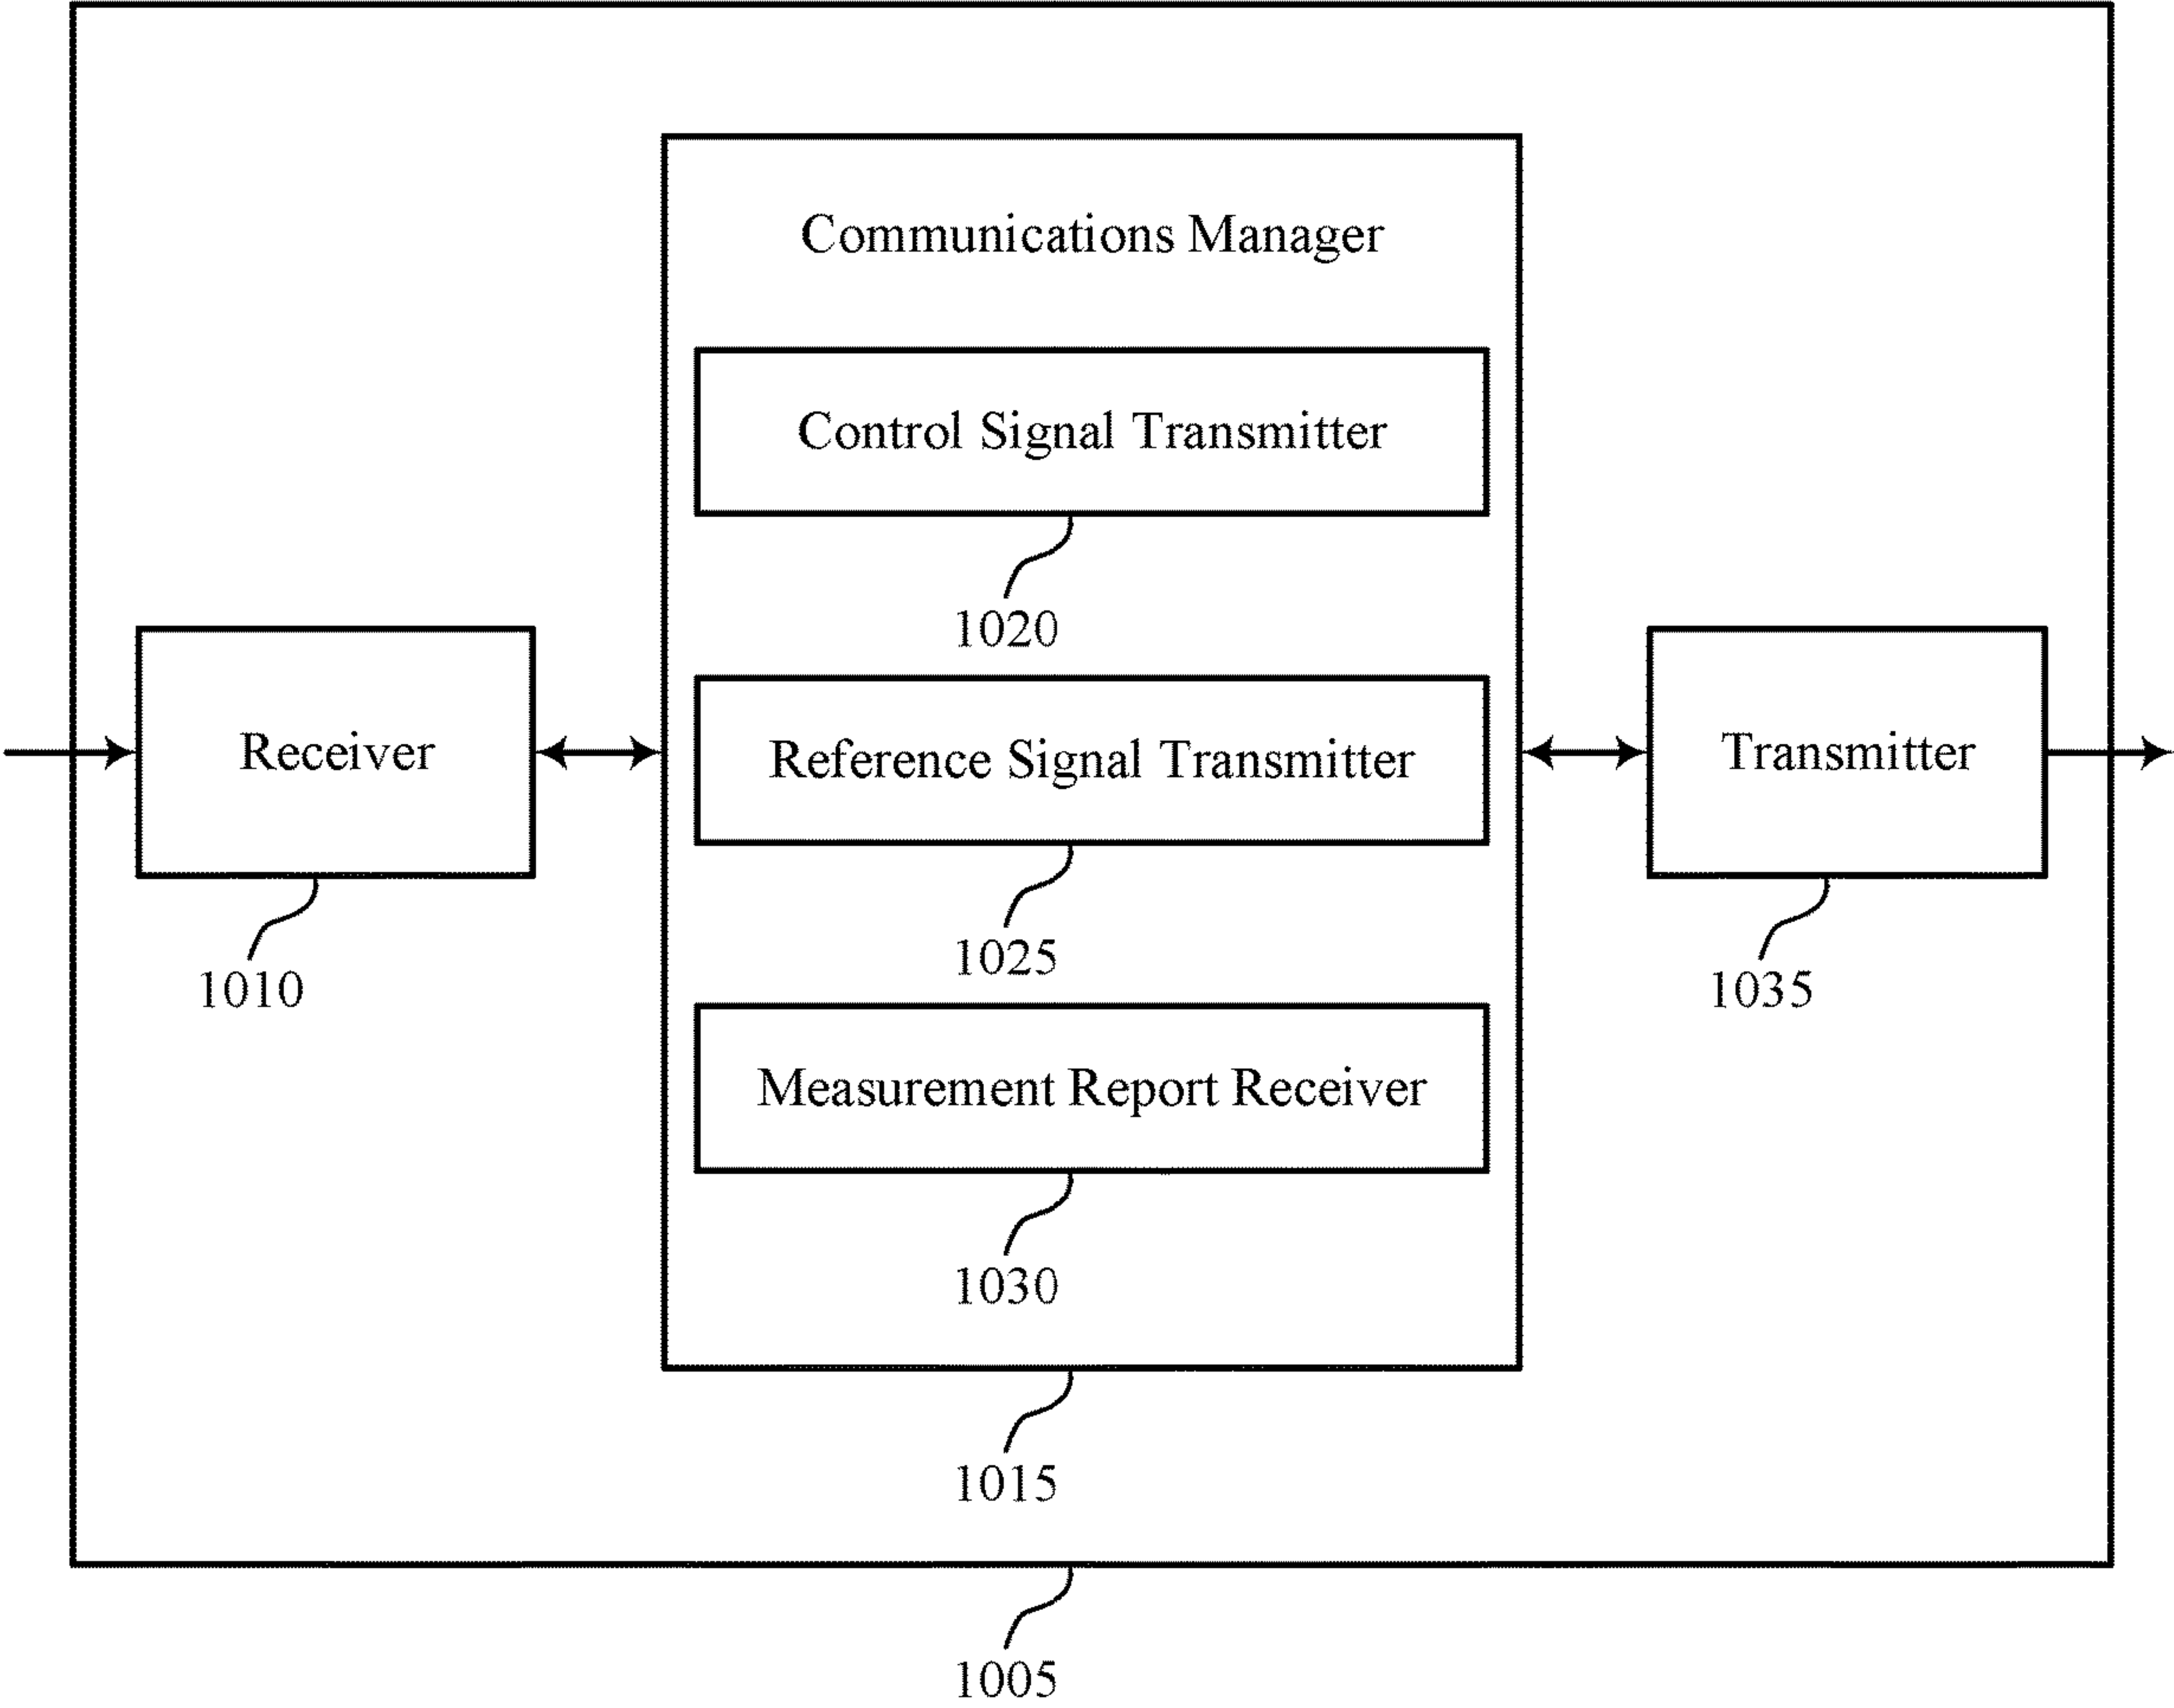 Communications Manager
Control Signal Transmitter
1020
Receiver
1010
Reference Signal Transmitter
1025
Transmitter
1035
Measurement Report Receiver
1030
1015
1005